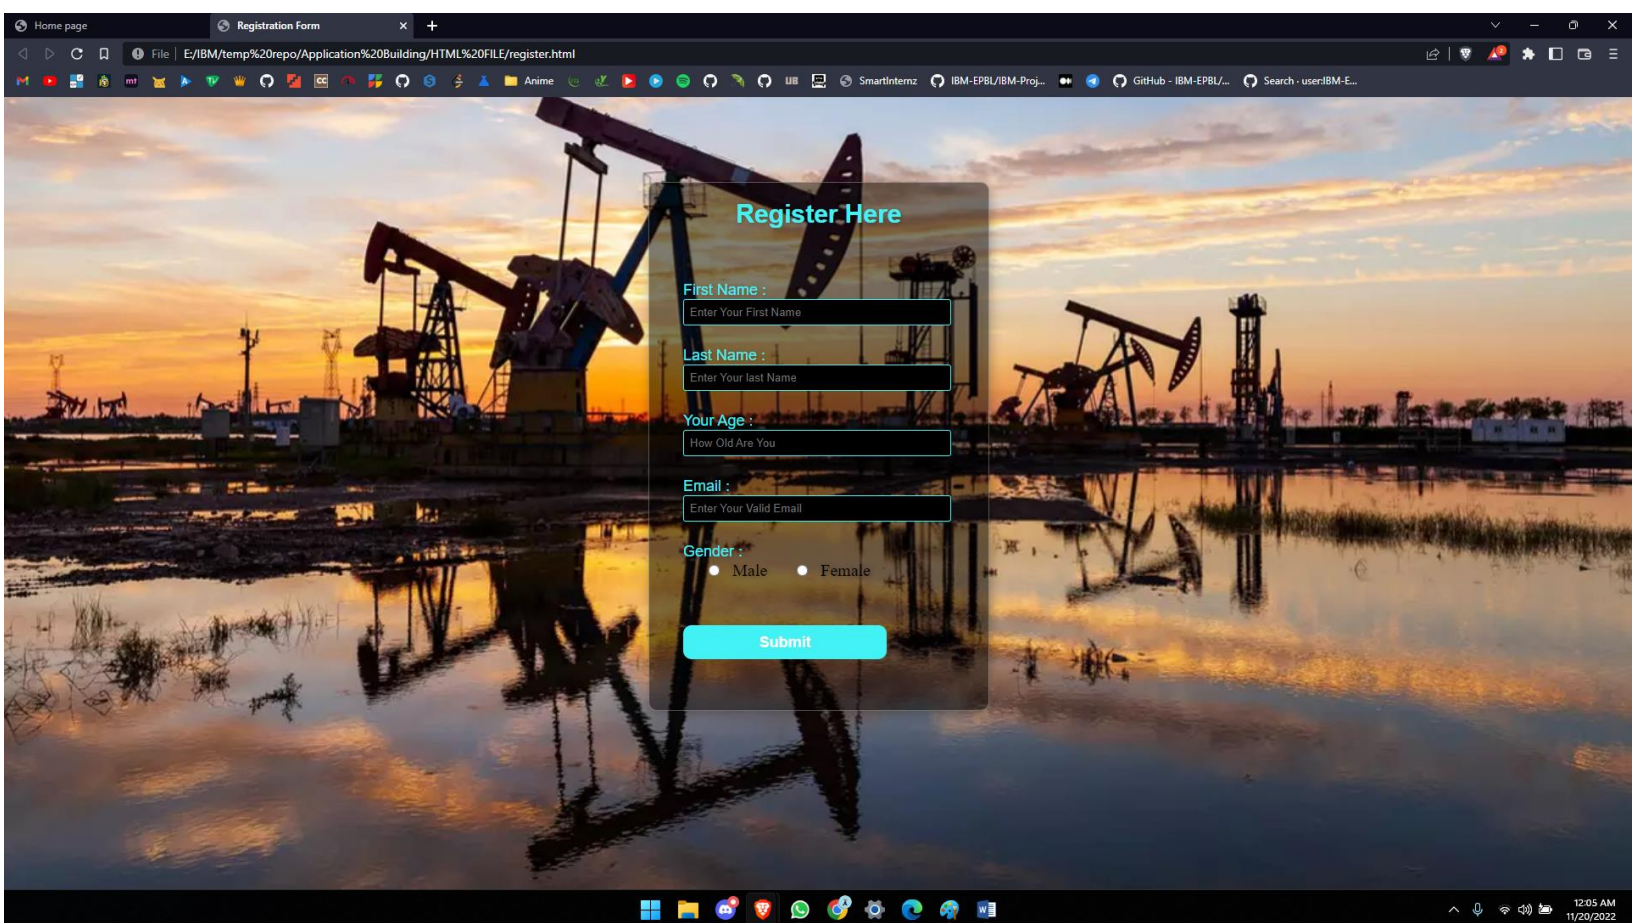 Home page
Registration Form
File
E:/IBM/temp%20repo/Application%20Building/HTML%20FILE/register.html
mt
CC
Anime
UB
SmartInternz
IBM-EPBL/IBM-Proj...
GitHub - IBM-EPBL/...
Search · user:IBM-E...
Register Here
First Name :
Enter Your First Name
Last Name :
Enter Your last Name
Your Age :
How Old Are You
Email :
Enter Your Valid Email
Gender :
Male Female
Submit
12:05 AM
11/20/2022